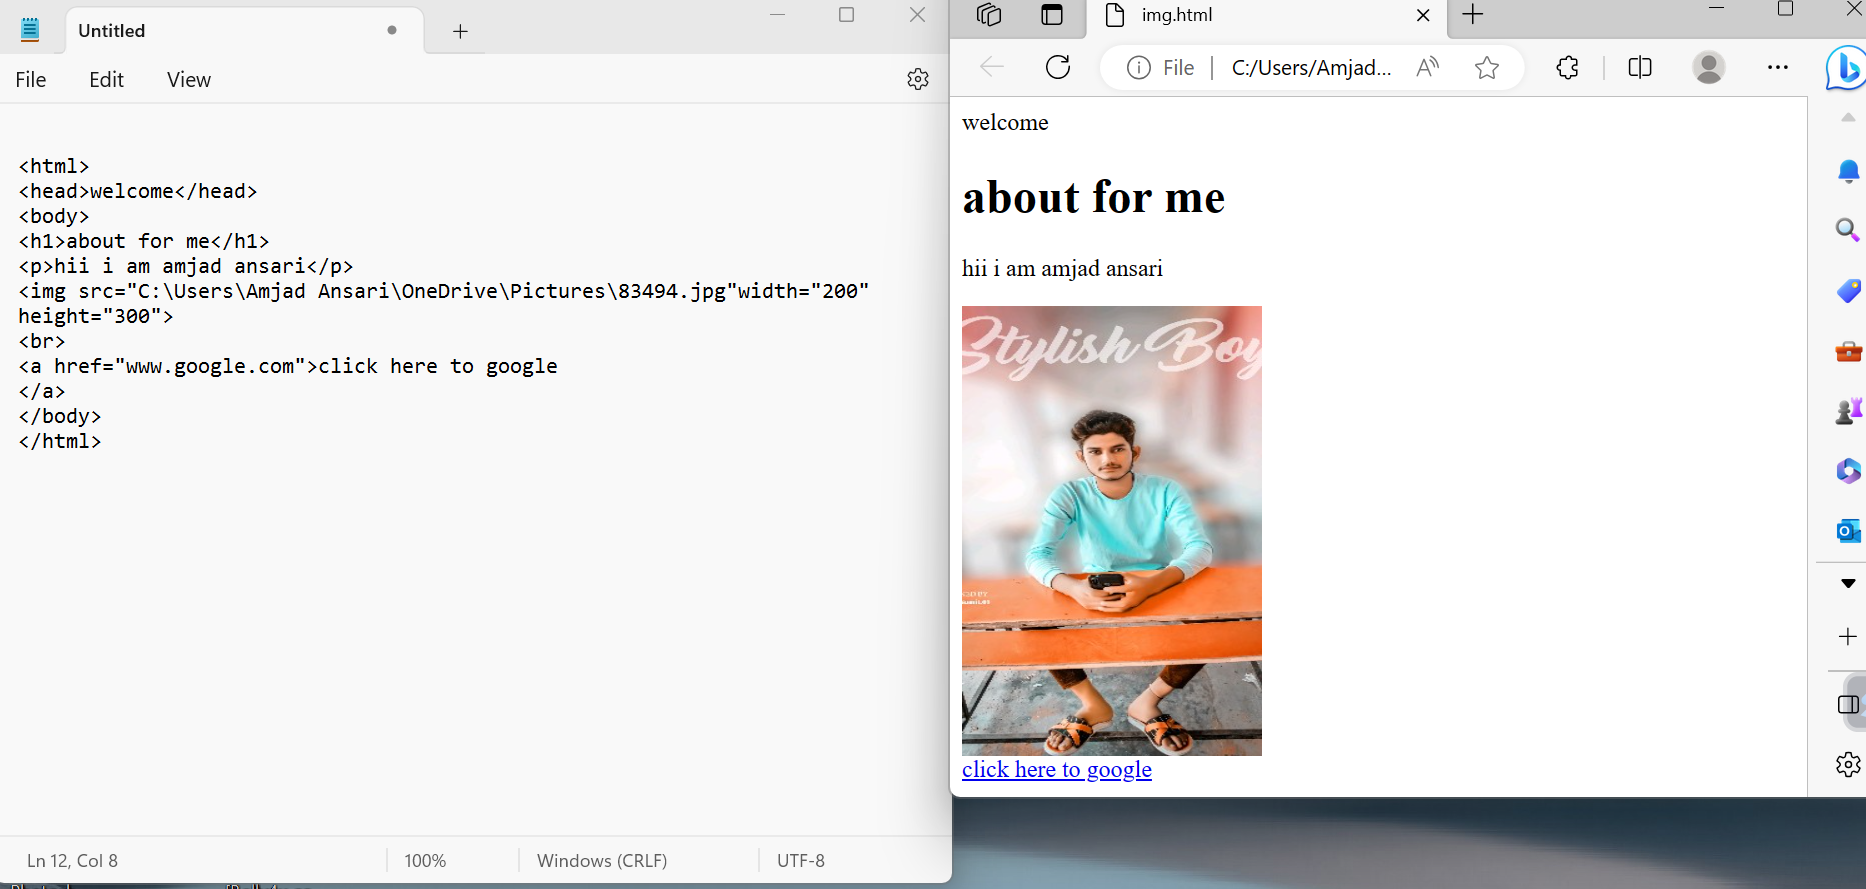 Untitled
File Edit View
<html>
<head>welcome</head>
<body>
<h1>about for me</h1>
<p>hii i am amjad ansari</p>
<img src="C:\Users\Amjad Ansari\OneDrive\Pictures\83494.jpg"width="200"
height="300">
<br>
<a href="www.google.com">click here to google
</a>
</body>
</html>
Ln 12, Col 8 100% Windows (CRLF) UTF-8
img.html
File C:/Users/Amjad...
welcome
about for me
hii i am amjad ansari
Stylish Boy
click here to google